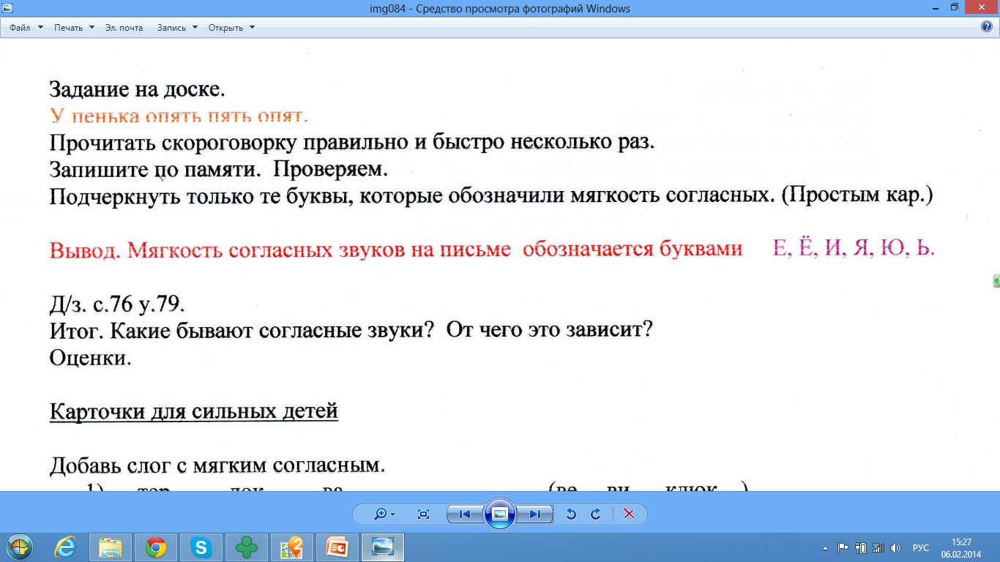 img084 - Средство просмотра фотографий Windows
Файл Печать Эл. почта Запись Открыть
Задание на доске.
У пенька опять пять опят.
Прочитать скороговорку правильно и быстро несколько раз.
Запишите по памяти. Проверяем.
Подчеркнуть только те буквы, которые обозначили мягкость согласных. (Простым кар.)
Вывод. Мягкость согласных звуков на письме обозначается буквами Е, Ё, И, Я, Ю, Ь.
Д/з. с.76 у.79.
Итог. Какие бывают согласные звуки? От чего это зависит?
Оценки.
Карточки для сильных детей
Добавь слог с мягким согласным.
1) тер док ва (ве ви клюк )
РУС
15:27
06.02.2014